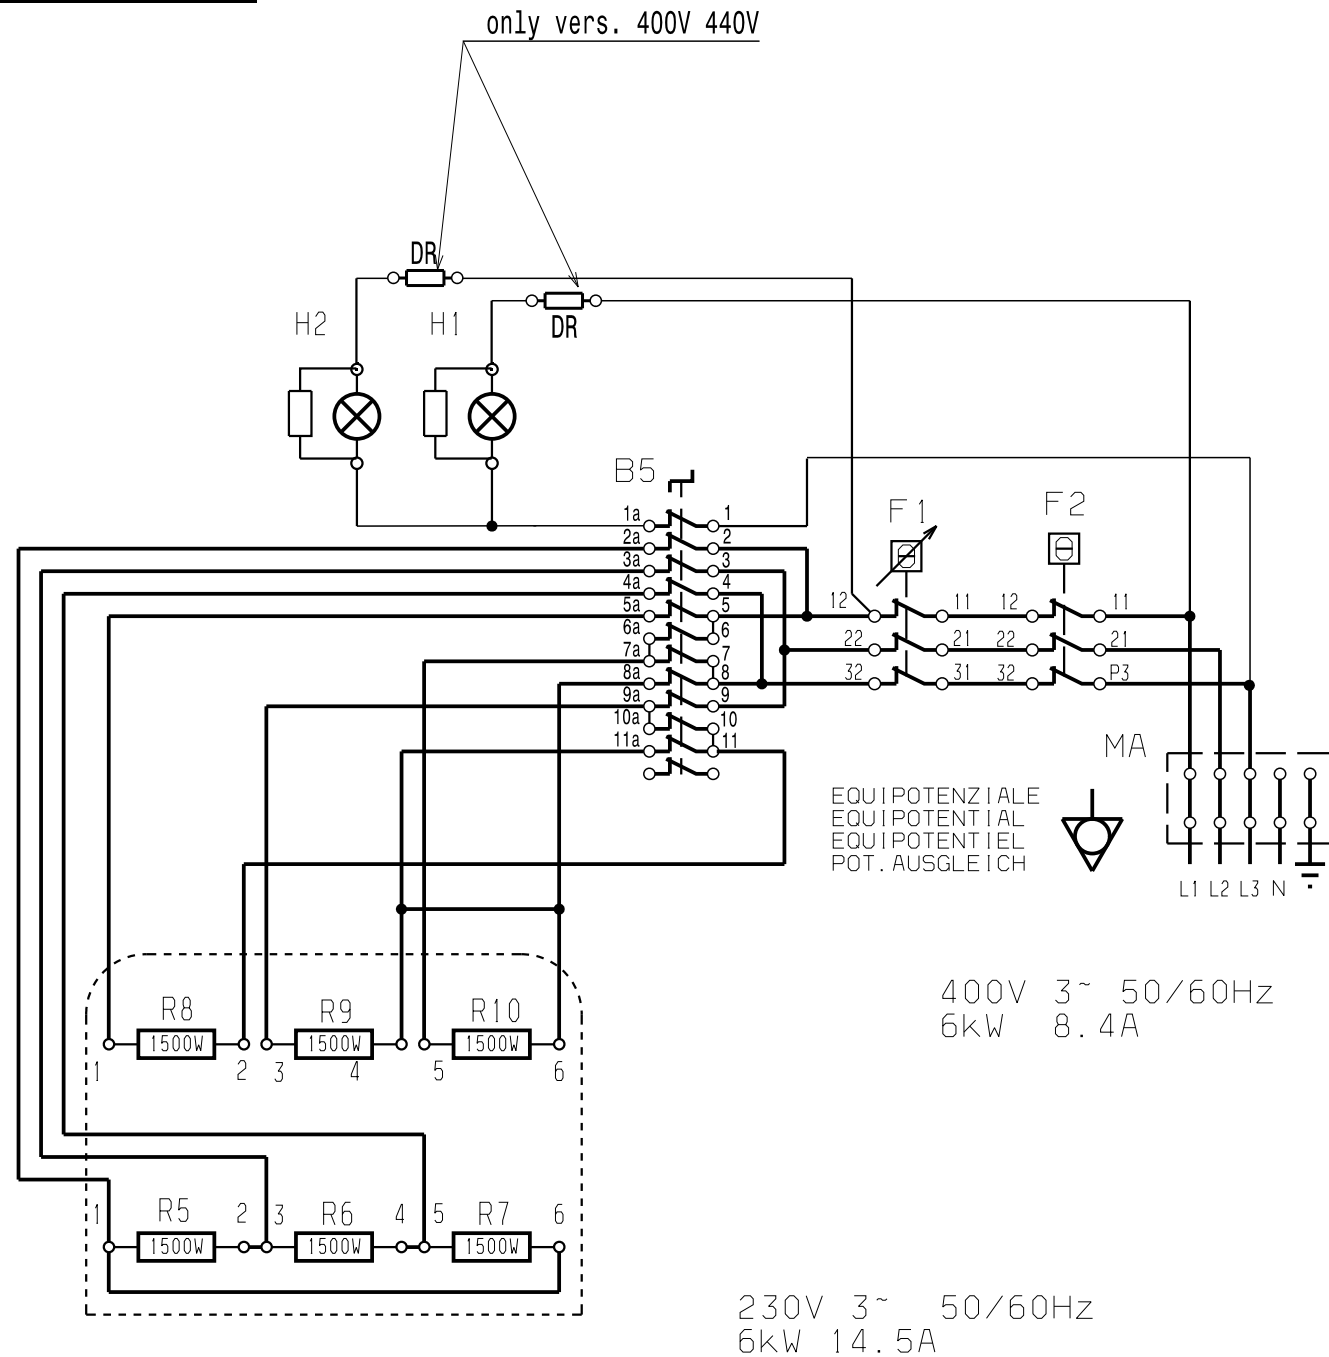 only vers. 400V 440V
DR
DR
H2 H1
B5
F1 F2
1a 1
2a 2
3a 3
4a 4
5a 5
6a 6
7a 7
8a 8
9a 9
10a 10
11a 11
12 11 12 11
22 21 22 21
32 31 32 P3
MA
EQUIPOTENZIALE
EQUIPOTENTIAL
EQUIPOTENTIEL
POT.AUSGLEICH
L1 L2 L3 N
400V 3~ 50/60Hz
6kW 8.4A
R8 R9 R10
1500W 1500W 1500W
1 2 3 4 5 6
R5 R6 R7
1 2 3 4 5 6
1500W 1500W 1500W
230V 3~ 50/60Hz
6kW 14.5A